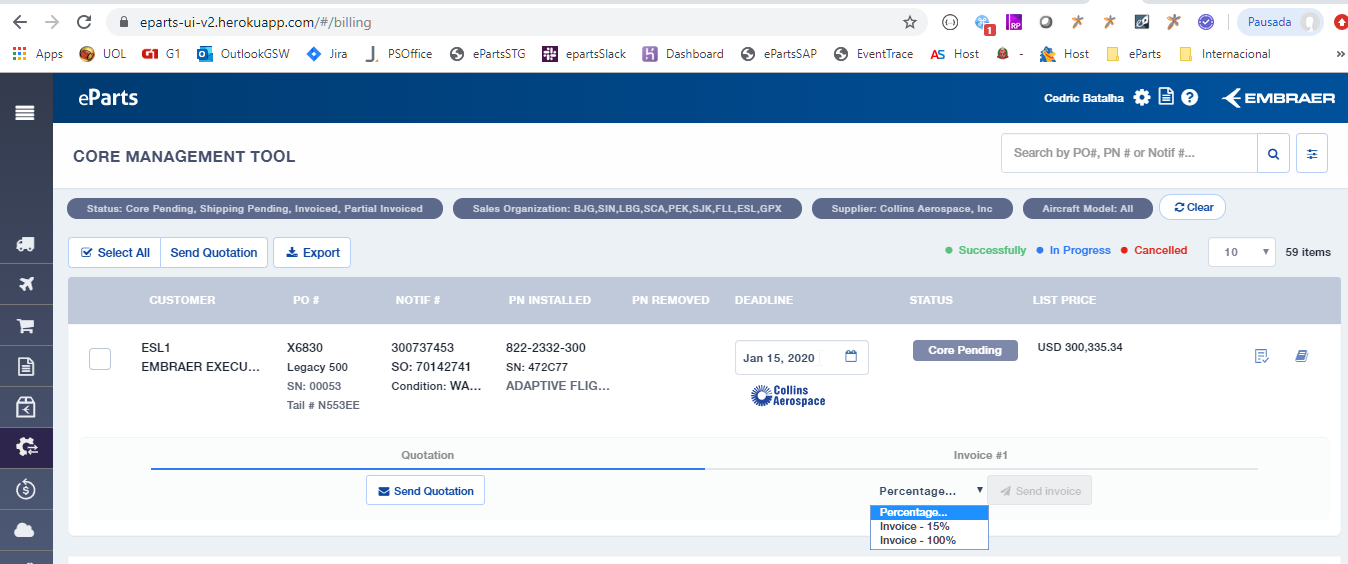 eparts-ui-v2.herokuapp.com/#/billing
1
Pausada
Apps UOL G1 G1 OutlookGSW Jira PSOffice ePartsSTG epartsSlack Dashboard ePartsSAP EventTrace AS Host - Host eParts Internacional »
eParts
Cedric Batalha
EMBRAER
CORE MANAGEMENT TOOL
Search by PO#, PN # or Notif #...
Status: Core Pending, Shipping Pending, Invoiced, Partial Invoiced
Sales Organization: BJG,SIN,LBG,SCA,PEK,SJK,FLL,ESL,GPX
Supplier: Collins Aerospace, Inc
Aircraft Model: All
Clear
Select All
Send Quotation
Export
Successfully
In Progress
Cancelled
10
59 items
CUSTOMER PO # NOTIF # PN INSTALLED PN REMOVED DEADLINE STATUS LIST PRICE
ESL1
EMBRAER EXECU...
X6830
Legacy 500
SN: 00053
Tail # N553EE
300737453
SO: 70142741
Condition: WA...
822-2332-300
SN: 472C77
ADAPTIVE FLIG...
Jan 15, 2020
Collins
Aerospace
Core Pending
USD 300,335.34
Quotation
Invoice #1
Send Quotation
Percentage...
Send invoice
Percentage...
Invoice - 15%
Invoice - 100%